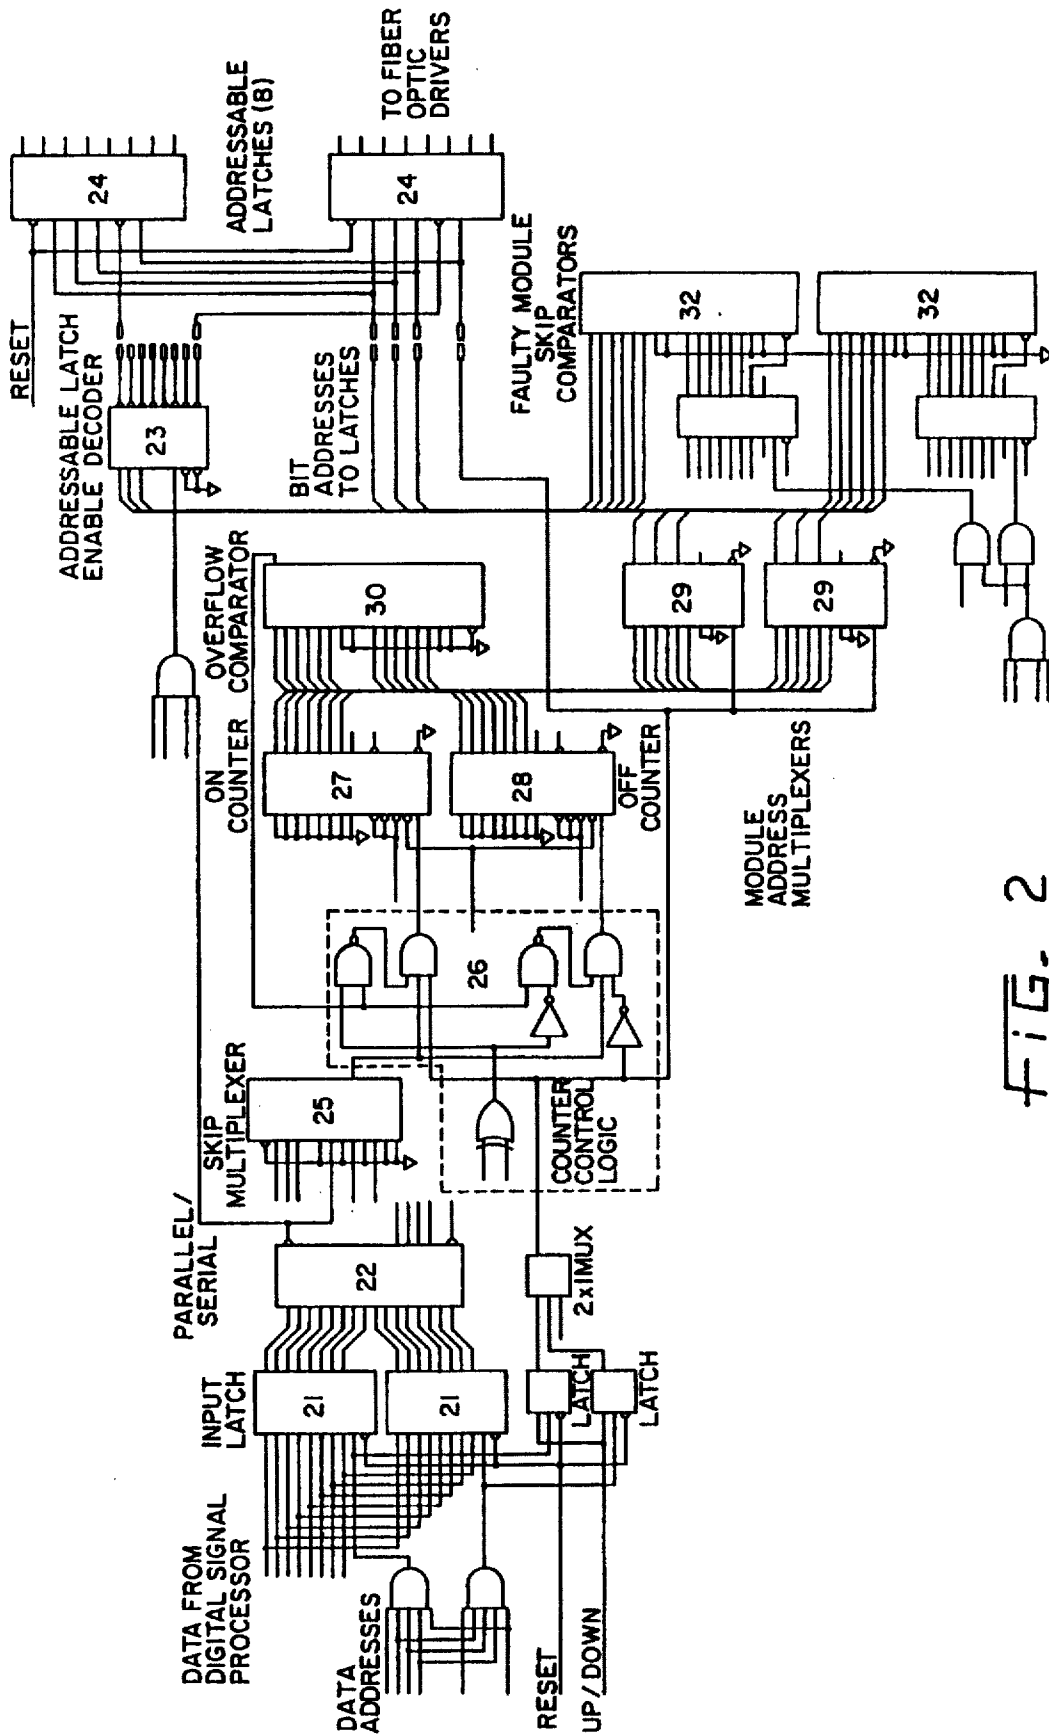 DATA FROM
DIGITAL SIGNAL
PROCESSOR
INPUT
LATCH
21
21
DATA
ADDRESSES
RESET
UP/DOWN
LATCH
LATCH
2x1MUX
PARALLEL/
SERIAL
22
SKIP
MULTIPLEXER
25
COUNTER
CONTROL
LOGIC
26
ON
COUNTER
27
28
OFF
COUNTER
OVERFLOW
COMPARATOR
30
MODULE
ADDRESS
MULTIPLEXERS
29
29
ADDRESSABLE LATCH
ENABLE DECODER
23
BIT
ADDRESSES
TO LATCHES
RESET
24
24
ADDRESSABLE
LATCHES (8)
TO FIBER
OPTIC
DRIVERS
FAULTY MODULE
SKIP
COMPARATORS
32
32
FiG. 2